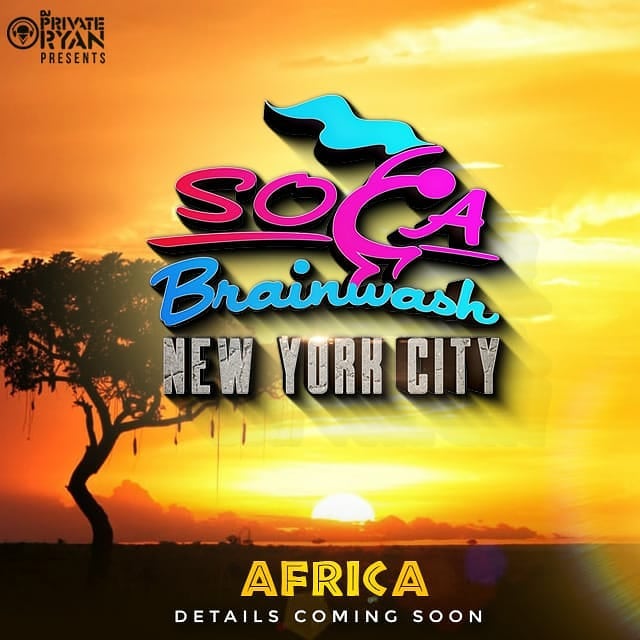 DJ
PRIVATE
RYAN
PRESENTS
SOCA
Brainwash
NEW YORK CITY
AFRICA
DETAILS COMING SOON